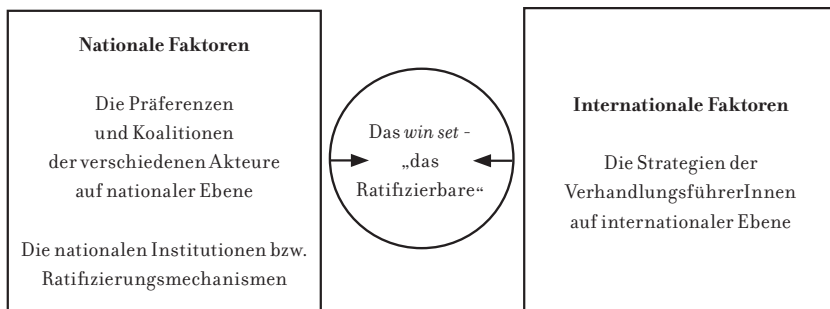 Nationale Faktoren
Die Präferenzen
und Koalitionen
der verschiedenen Akteure
auf nationaler Ebene
Die nationalen Institutionen bzw.
Ratifizierungsmechanismen
Das win set -
„das
Ratifizierbare“
Internationale Faktoren
Die Strategien der
VerhandlungsführerInnen
auf internationaler Ebene